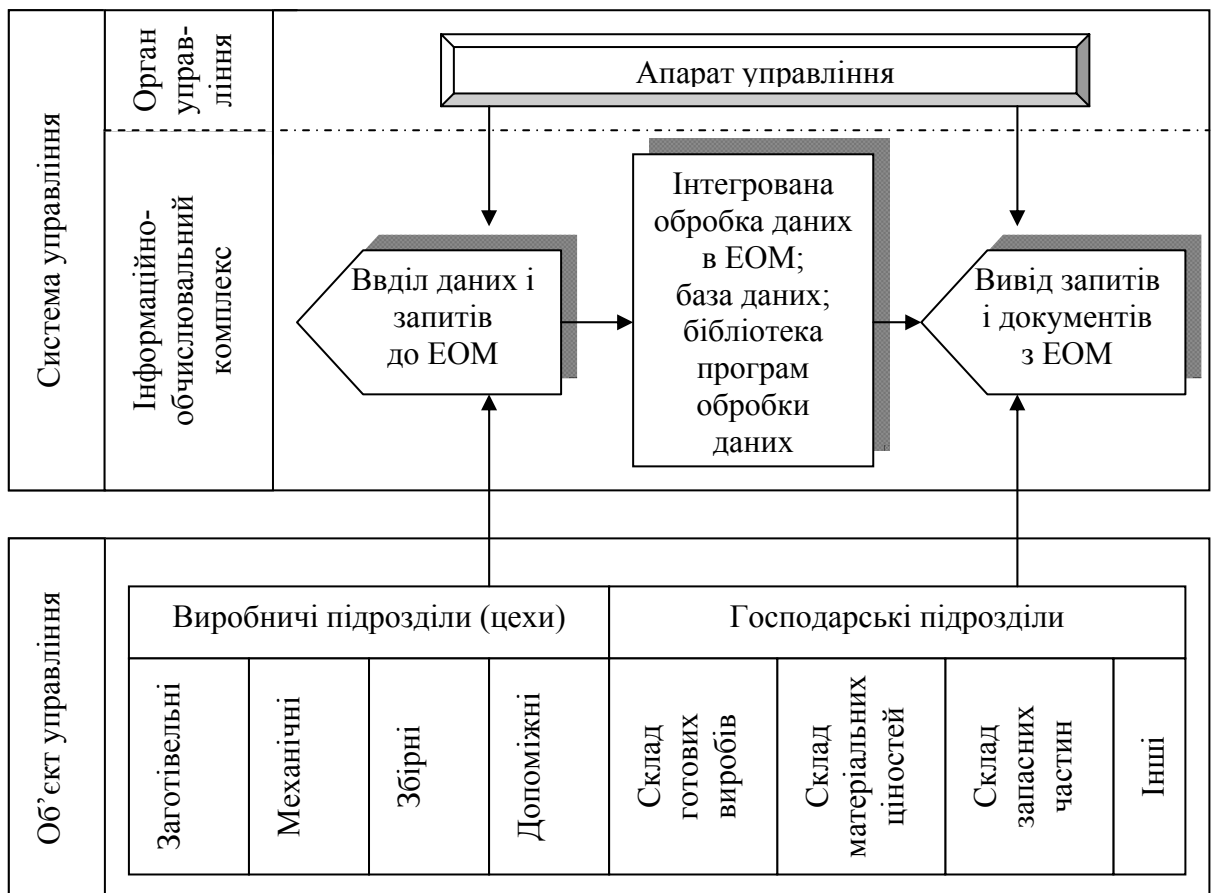 Система управління
Орган
управ-
ління
Апарат управління
Інформаційно-
обчислювальний
комплекс
Ввділ даних і
запитів
до ЕОМ
Інтегрована
обробка даних
в ЕОМ;
база даних;
бібліотека
програм
обробки
даних
Вивід запитів
і документів
з ЕОМ
Об’єкт управління
Виробничі підрозділи (цехи)
Господарські підрозділи
Заготівельні
Механічні
Збірні
Допоміжні
Склад
готових
виробів
Склад
матеріальних
ціностей
Склад
запасних
частин
Інші